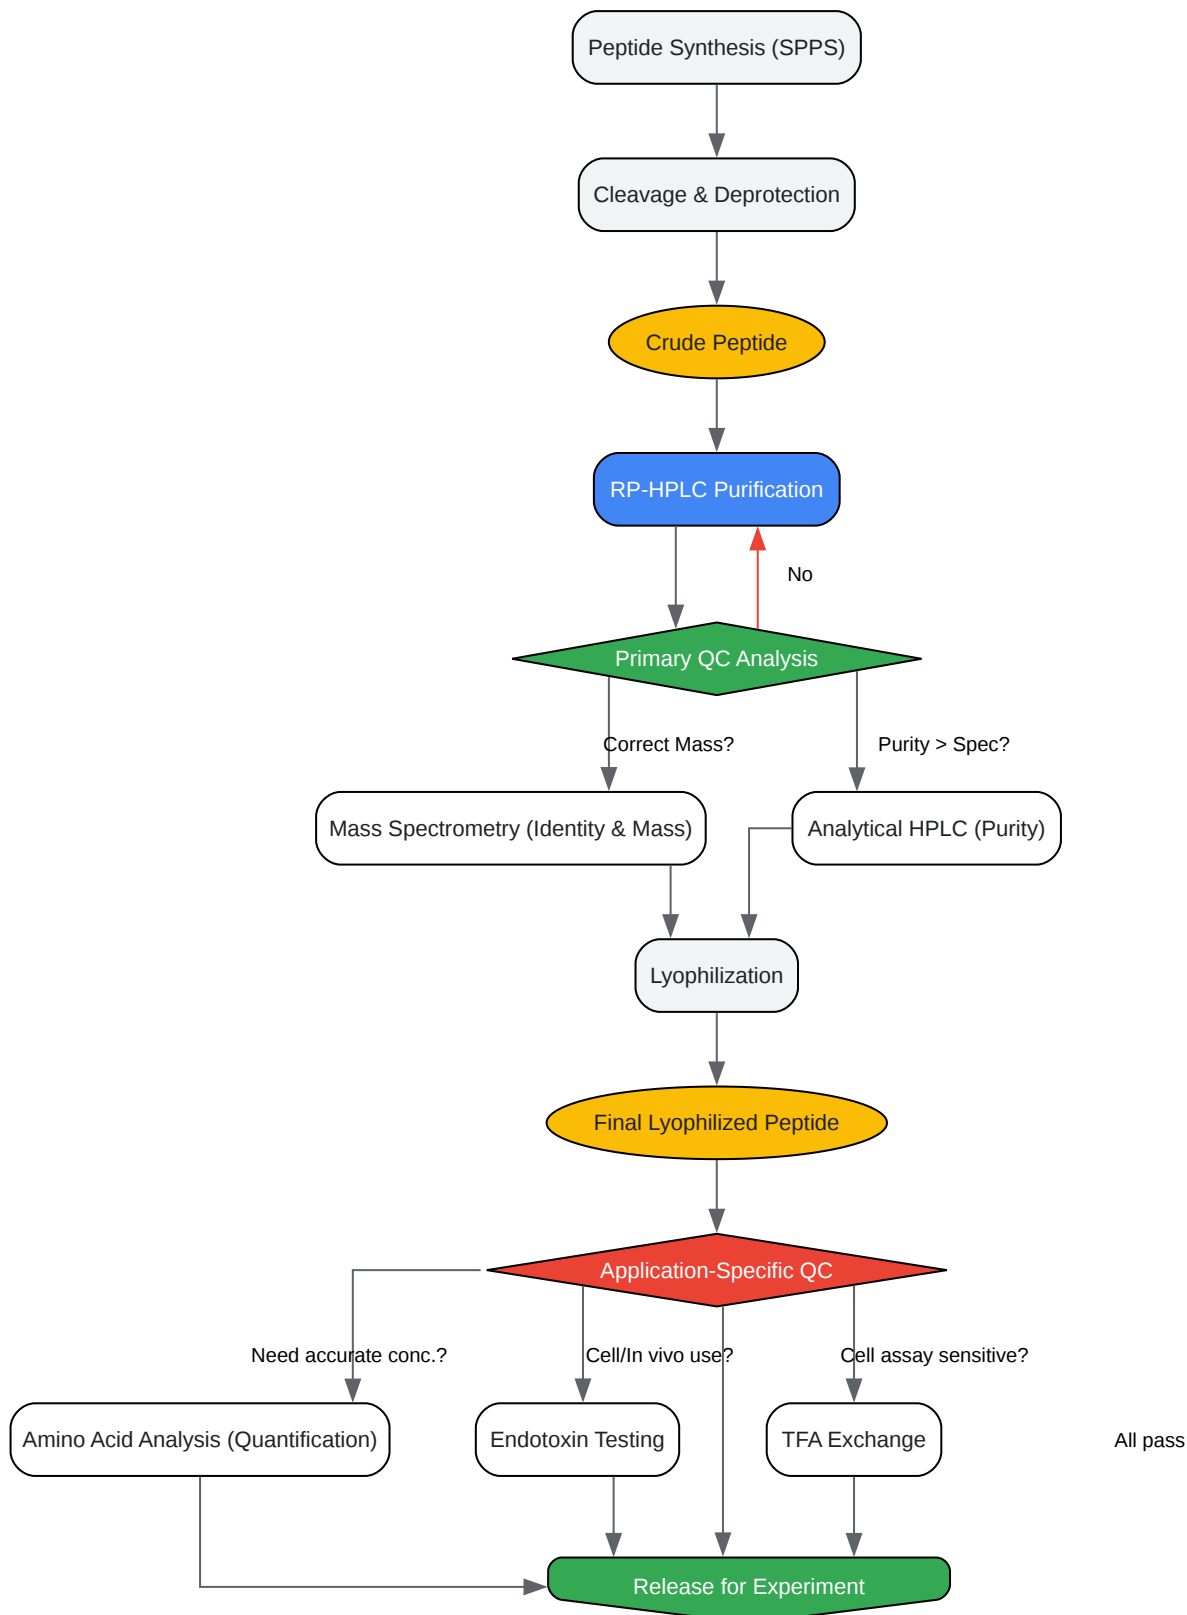 Peptide Synthesis (SPPS)
Cleavage & Deprotection
Crude Peptide
RP-HPLC Purification
No
Primary QC Analysis
Correct Mass?
Purity > Spec?
Mass Spectrometry (Identity & Mass)
Analytical HPLC (Purity)
Lyophilization
Final Lyophilized Peptide
Application-Specific QC
Need accurate conc.?
Cell/In vivo use?
Cell assay sensitive?
Amino Acid Analysis (Quantification)
Endotoxin Testing
TFA Exchange
All pass
Release for Experiment